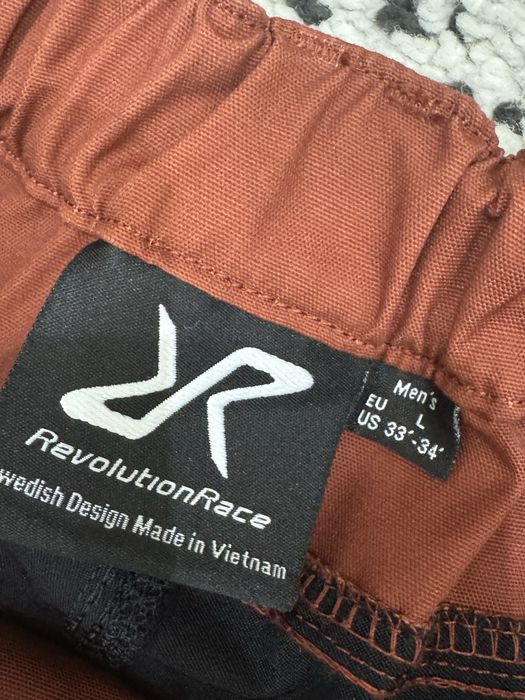 RevolutionRace
wedish Design Made in Vietnam
Men's
EU L
US 33"-34"